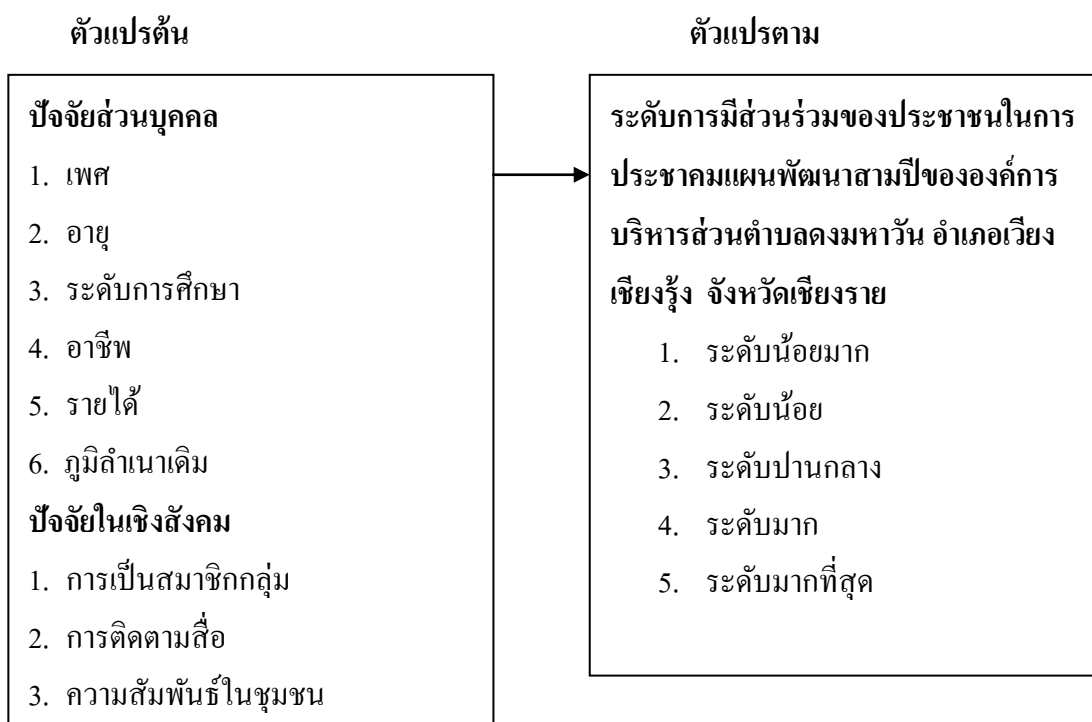 ตัวแปรต้น
ปัจจัยส่วนบุคคล
1. เพศ
2. อายุ
3. ระดับการศึกษา
4. อาชีพ
5. รายได้
6. ภูมิลำเนาเดิม
ปัจจัยในเชิงสังคม
1. การเป็นสมาชิกกลุ่ม
2. การติดตามสื่อ
3. ความสัมพันธ์ในชุมชน
ตัวแปรตาม
ระดับการมีส่วนร่วมของประชาชนในการ
ประชาคมแผนพัฒนาสามปีขององค์การ
บริหารส่วนตำบลดงมหาวัน อำเภอเวียง
เชียงรุ้ง จังหวัดเชียงราย
1. ระดับน้อยมาก
2. ระดับน้อย
3. ระดับปานกลาง
4. ระดับมาก
5. ระดับมากที่สุด